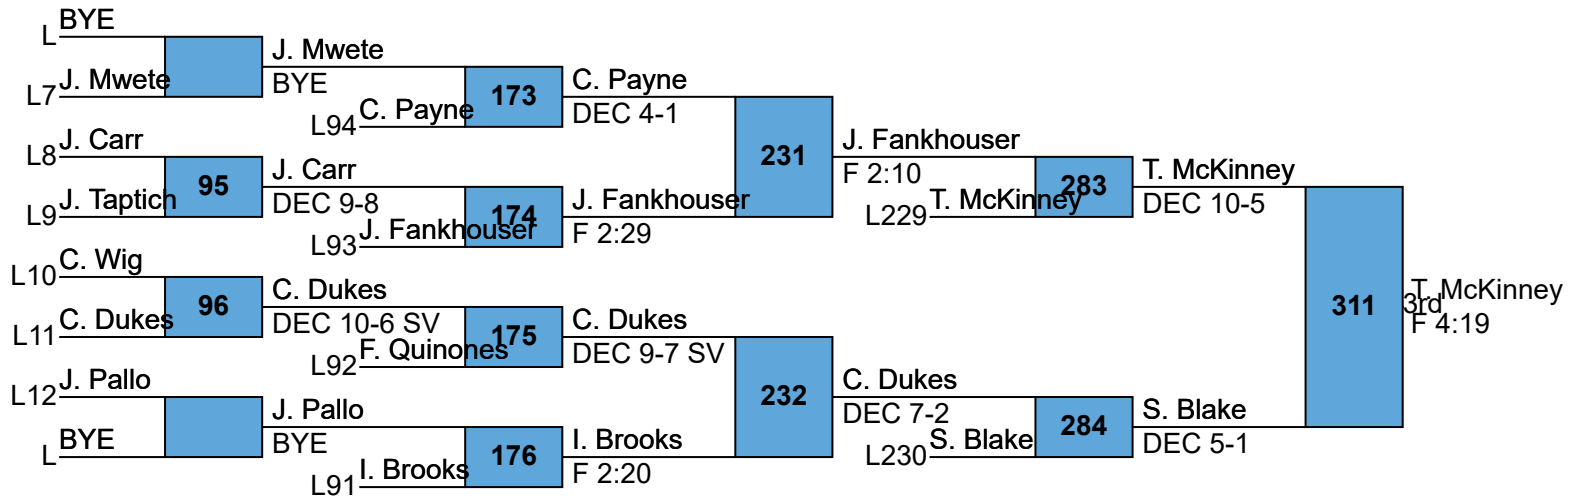 BYE
L
J. Mwete
BYE
J. Mwete
L7
173
C. Payne
DEC 4-1
C. Payne
L94
J. Carr
L8
95
J. Carr
DEC 9-8
J. Taptich
L9
174
J. Fankhouser
F 2:29
J. Fankhouser
L93
231
J. Fankhouser
F 2:10
T. McKinney
L229
283
T. McKinney
DEC 10-5
C. Wig
L10
96
C. Dukes
DEC 10-6 SV
C. Dukes
L11
175
C. Dukes
DEC 9-7 SV
F. Quinones
L92
J. Pallo
L12
J. Pallo
BYE
BYE
L
176
I. Brooks
F 2:20
I. Brooks
L91
232
C. Dukes
DEC 7-2
S. Blake
L230
284
S. Blake
DEC 5-1
311
T. McKinney
3rd
F 4:19